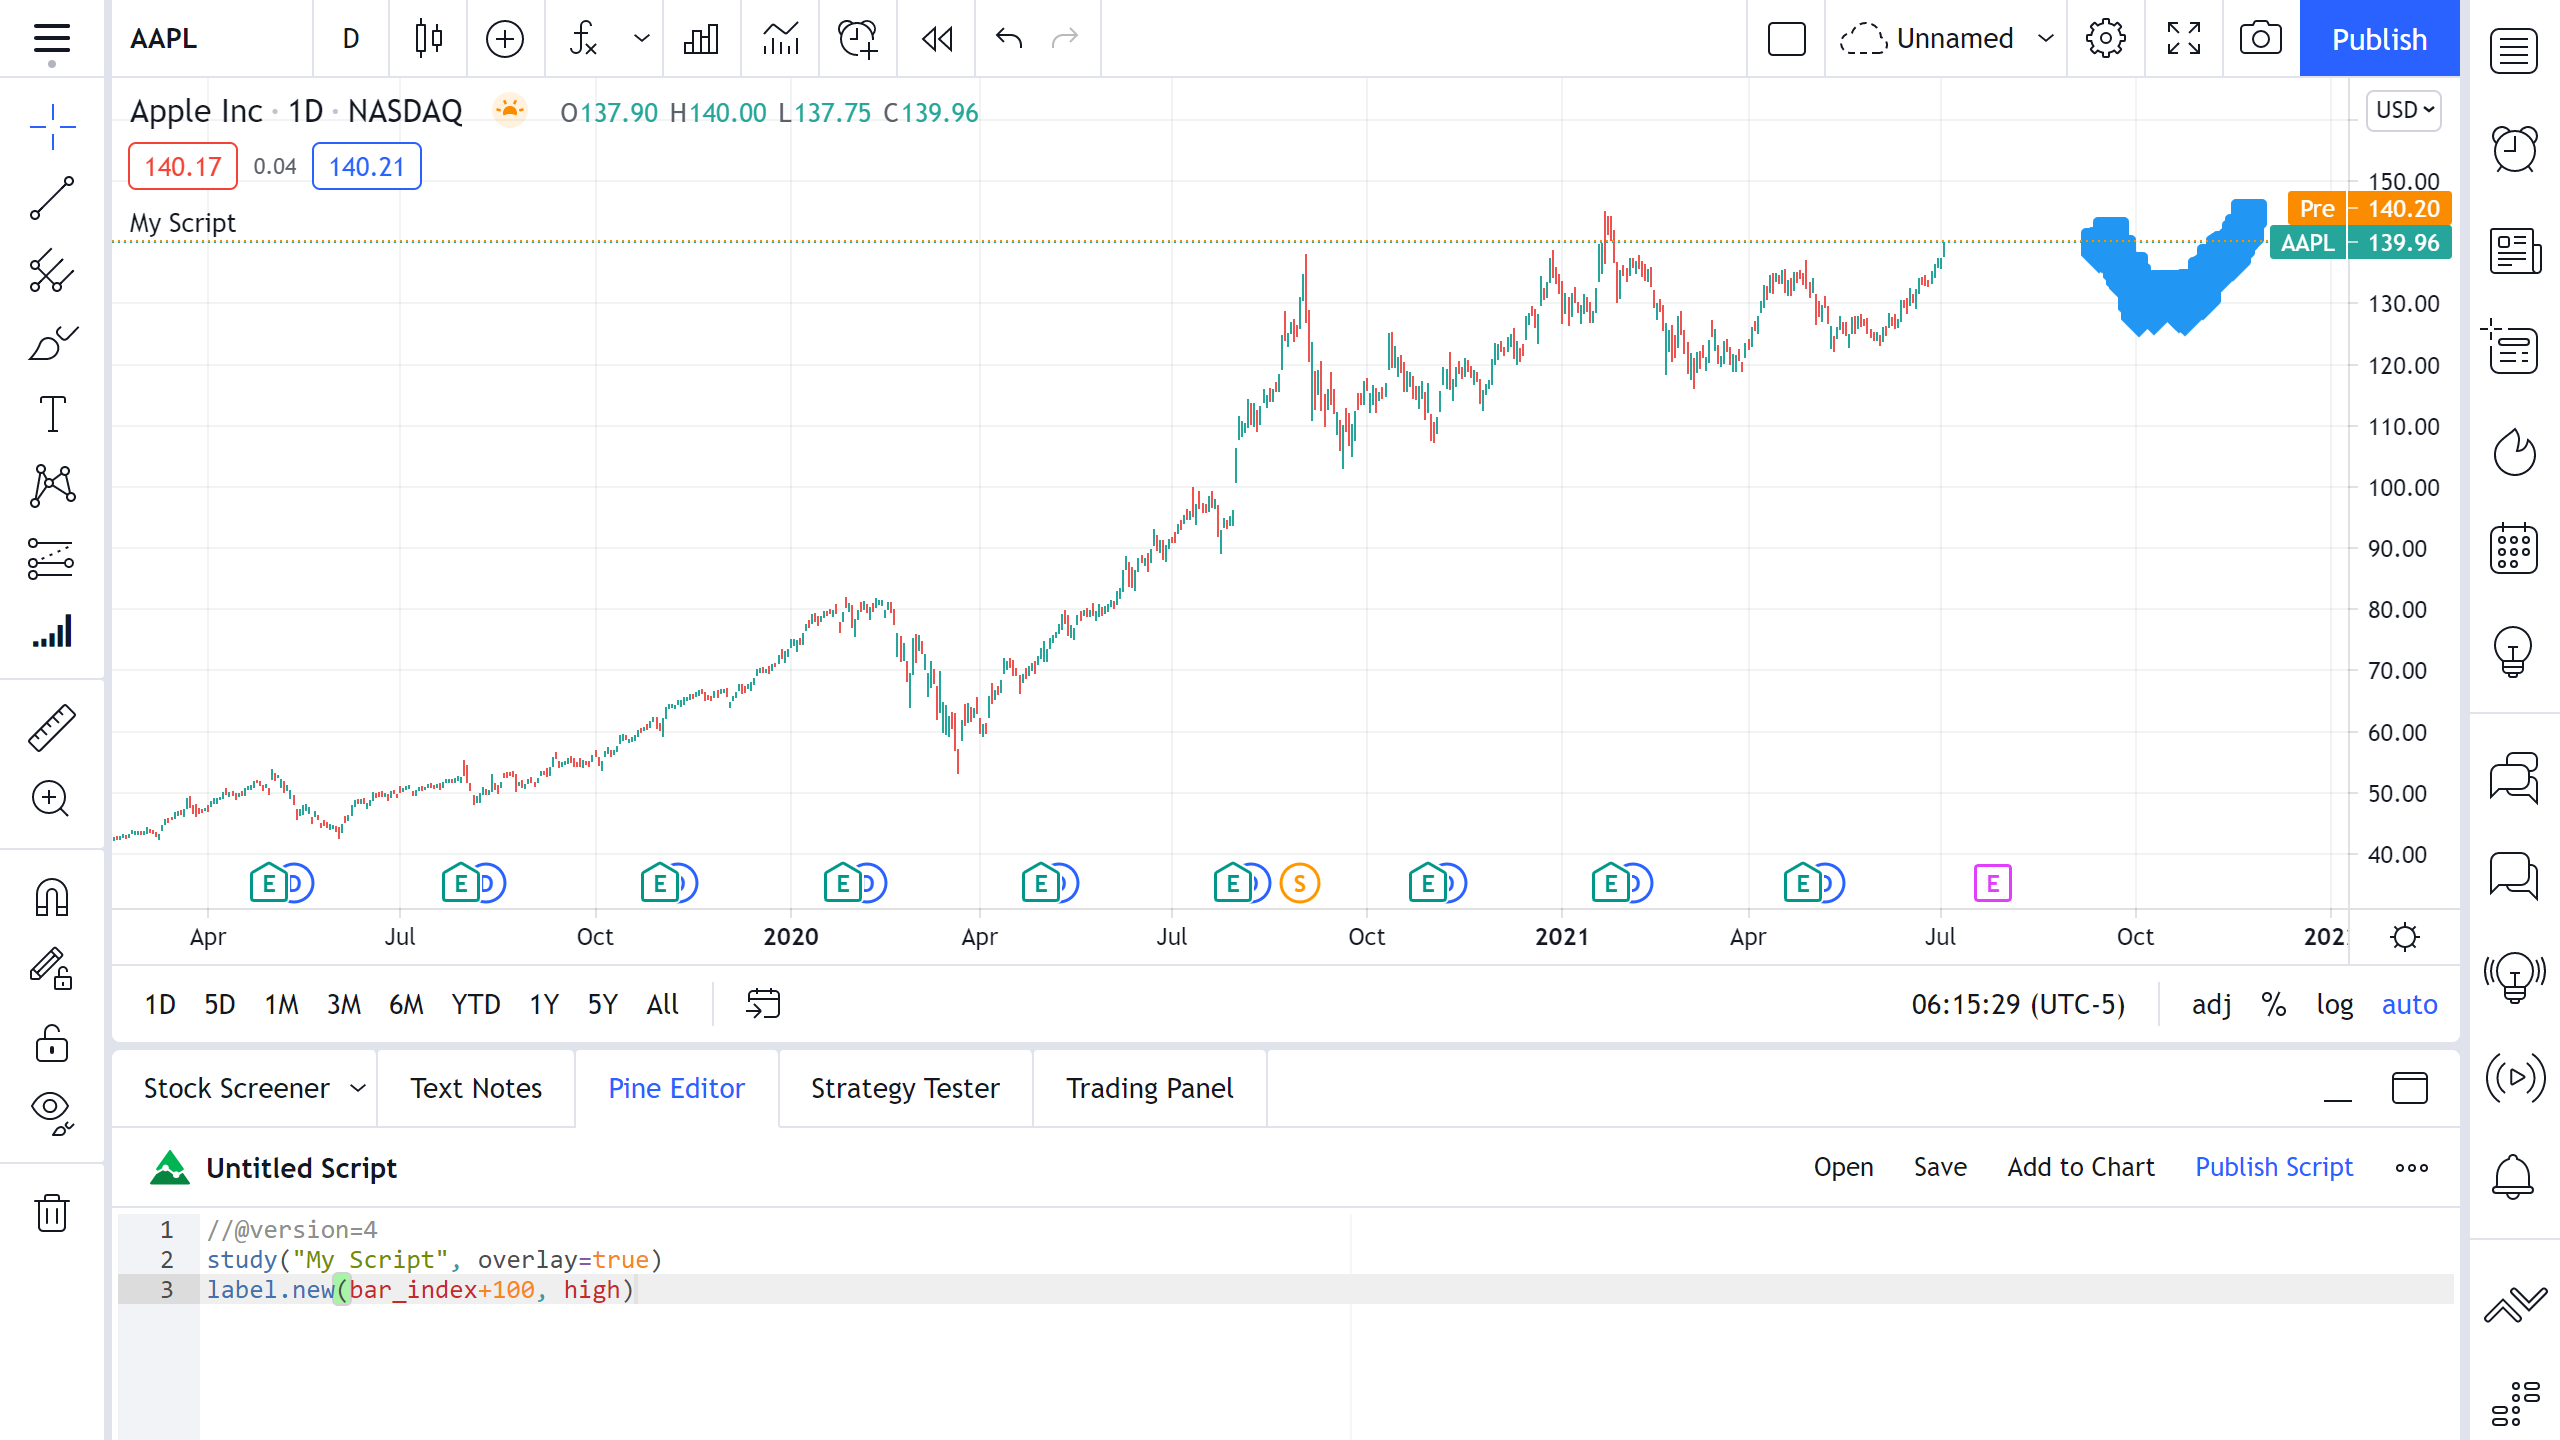 AAPL D Unnamed Publish
Apple Inc · 1D · NASDAQ O137.90 H140.00 L137.75 C139.96 USD
140.17 0.04 140.21
My Script
150.00
Pre 140.20
AAPL 139.96
130.00
120.00
110.00
100.00
90.00
80.00
70.00
60.00
50.00
40.00
E D E D E D E D E D E D S E D E D E D E
Apr Jul Oct 2020 Apr Jul Oct 2021 Apr Jul Oct 202
1D 5D 1M 3M 6M YTD 1Y 5Y All 06:15:29 (UTC-5) adj % log auto
Stock Screener Text Notes Pine Editor Strategy Tester Trading Panel
Untitled Script Open Save Add to Chart Publish Script
1 //@version=4
2 study("My Script", overlay=true)
3 label.new(bar_index+100, high)